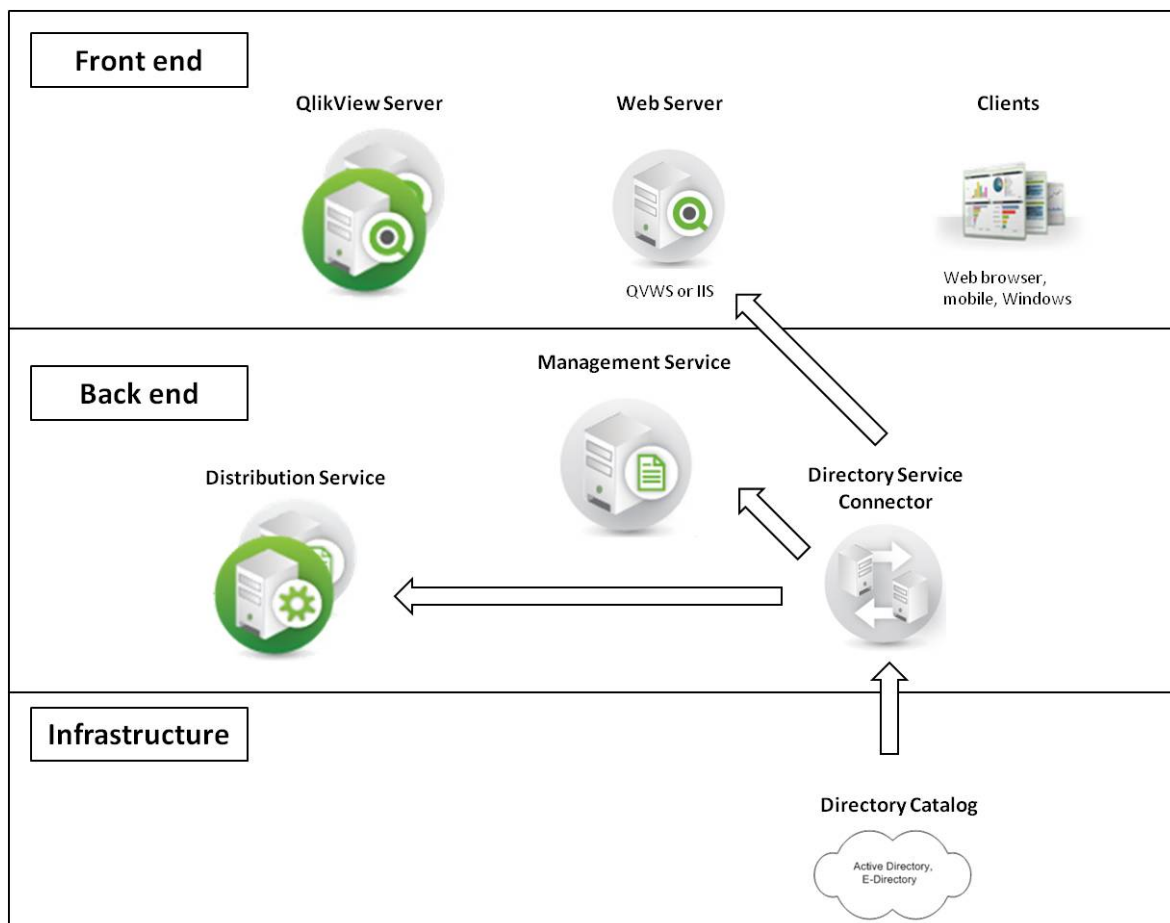 Front end
QlikView Server
Web Server
Clients
QVWS or IIS
Web browser,
mobile, Windows
Back end
Management Service
Distribution Service
Directory Service
Connector
Infrastructure
Directory Catalog
Active Directory,
E-Directory